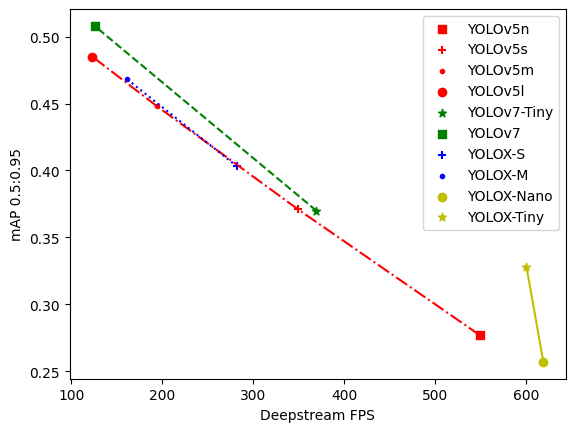 0.50
0.45
0.40
0.35
0.30
0.25
mAP 0.5:0.95
100
200
300
400
500
600
Deepstream FPS
YOLOv5n
YOLOv5s
YOLOv5m
YOLOv5l
YOLOv7-Tiny
YOLOv7
YOLOX-S
YOLOX-M
YOLOX-Nano
YOLOX-Tiny